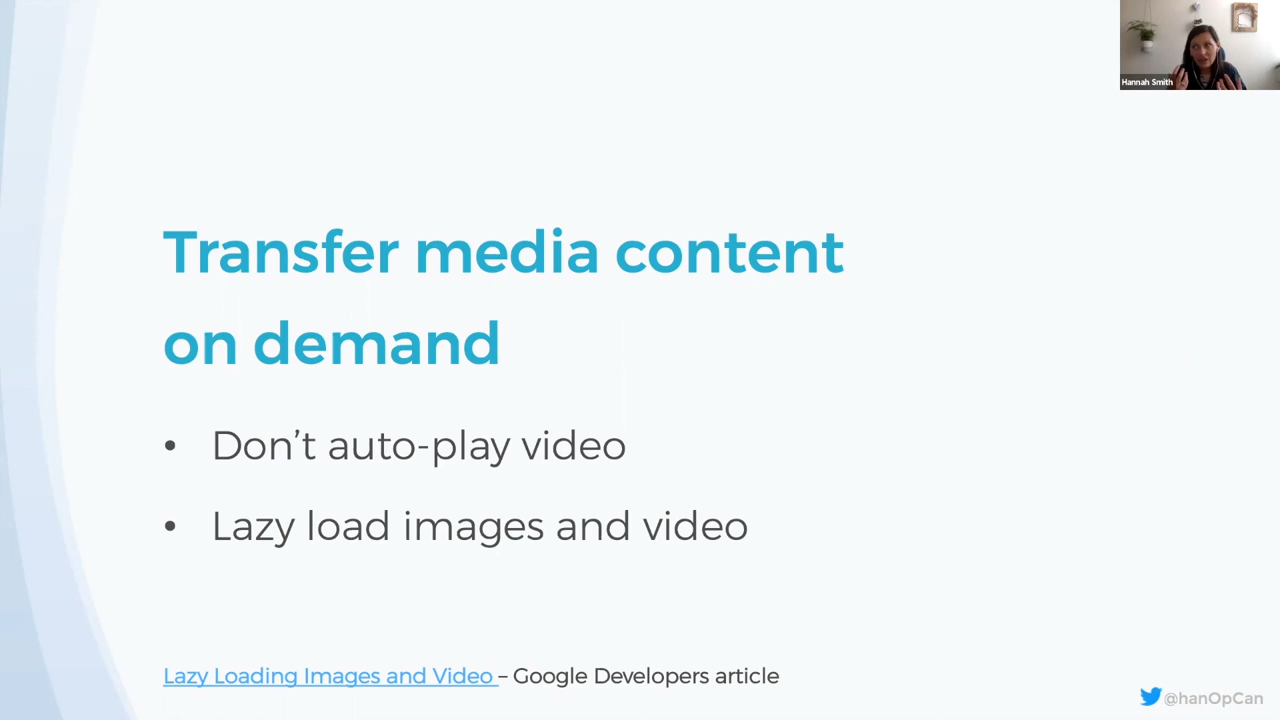 Hannah Smith
Transfer media content
on demand
• Don’t auto-play video
• Lazy load images and video
Lazy Loading Images and Video – Google Developers article
@hanOpCan